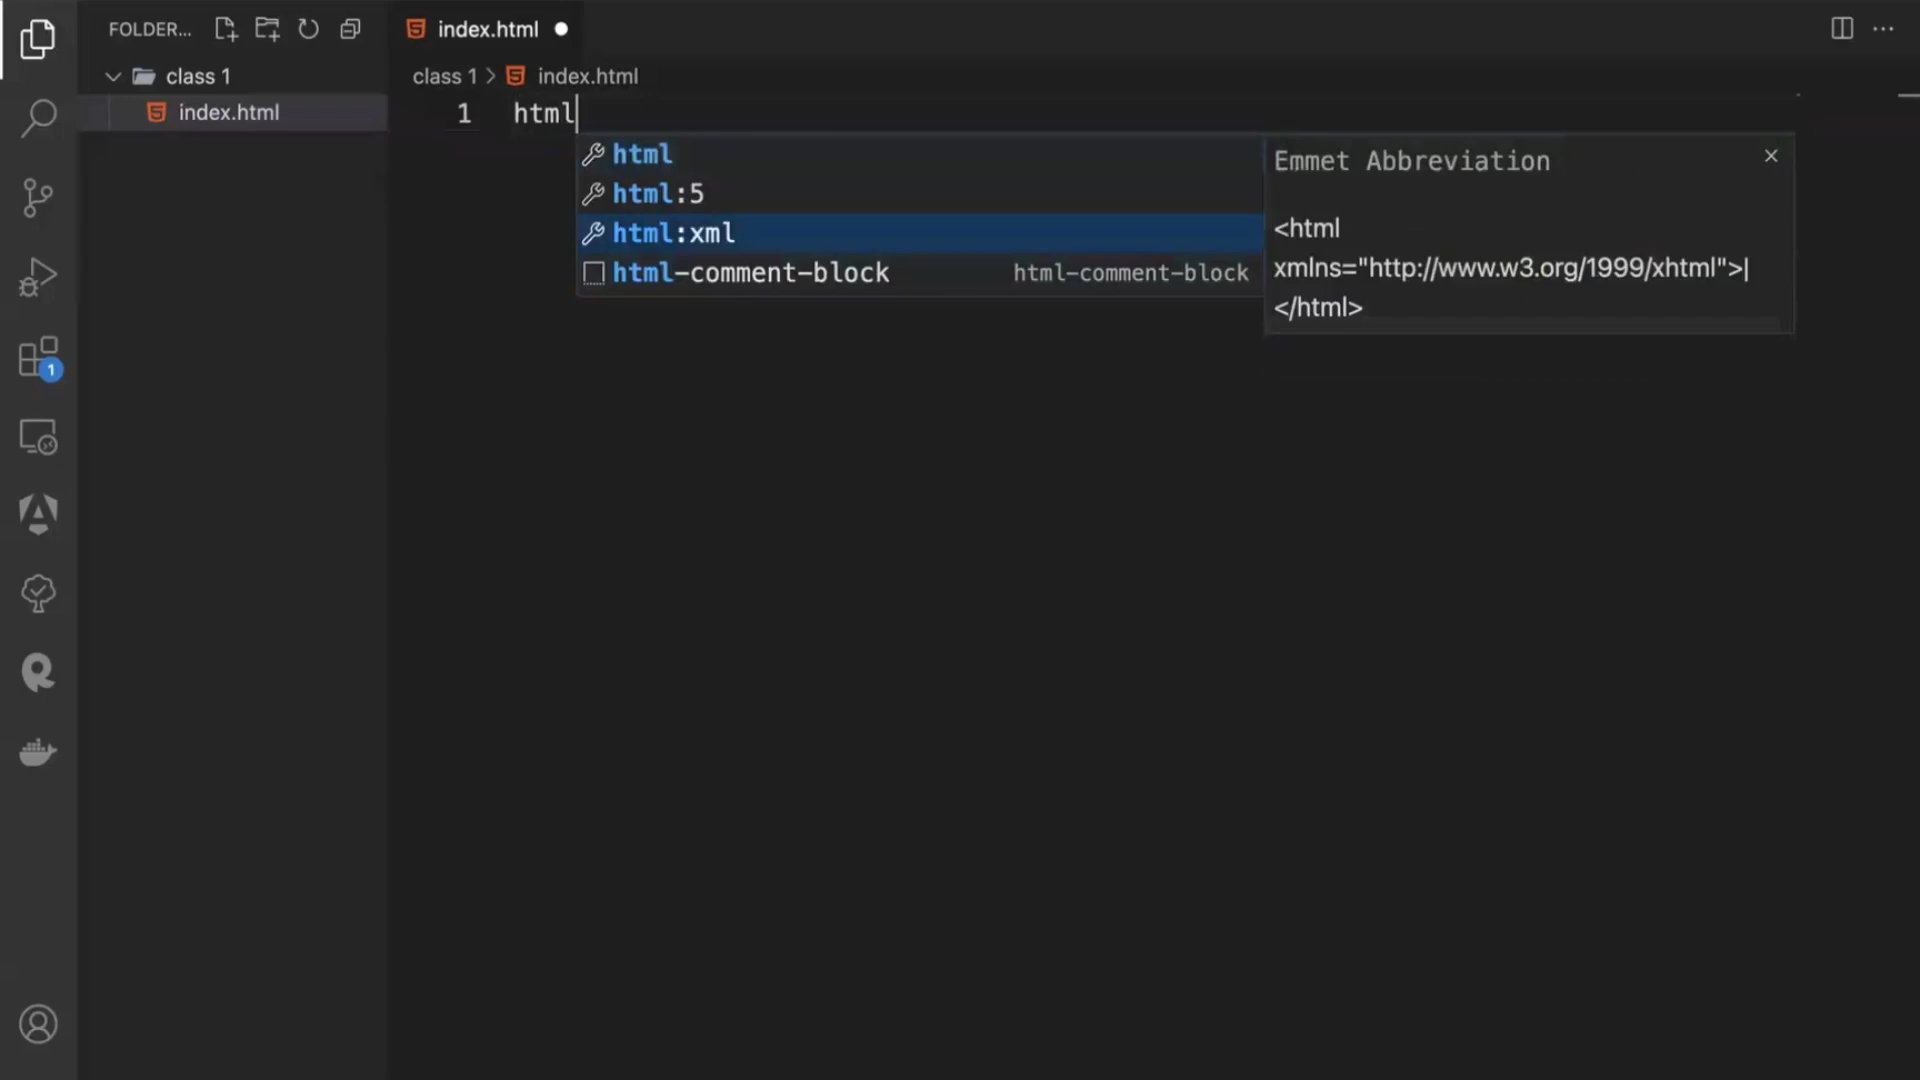 FOLDER...
index.html
class 1
index.html
class 1 > index.html
1 html
html
html:5
html:xml
html-comment-block html-comment-block
Emmet Abbreviation
<html
xmlns="http://www.w3.org/1999/xhtml">|
</html>
1